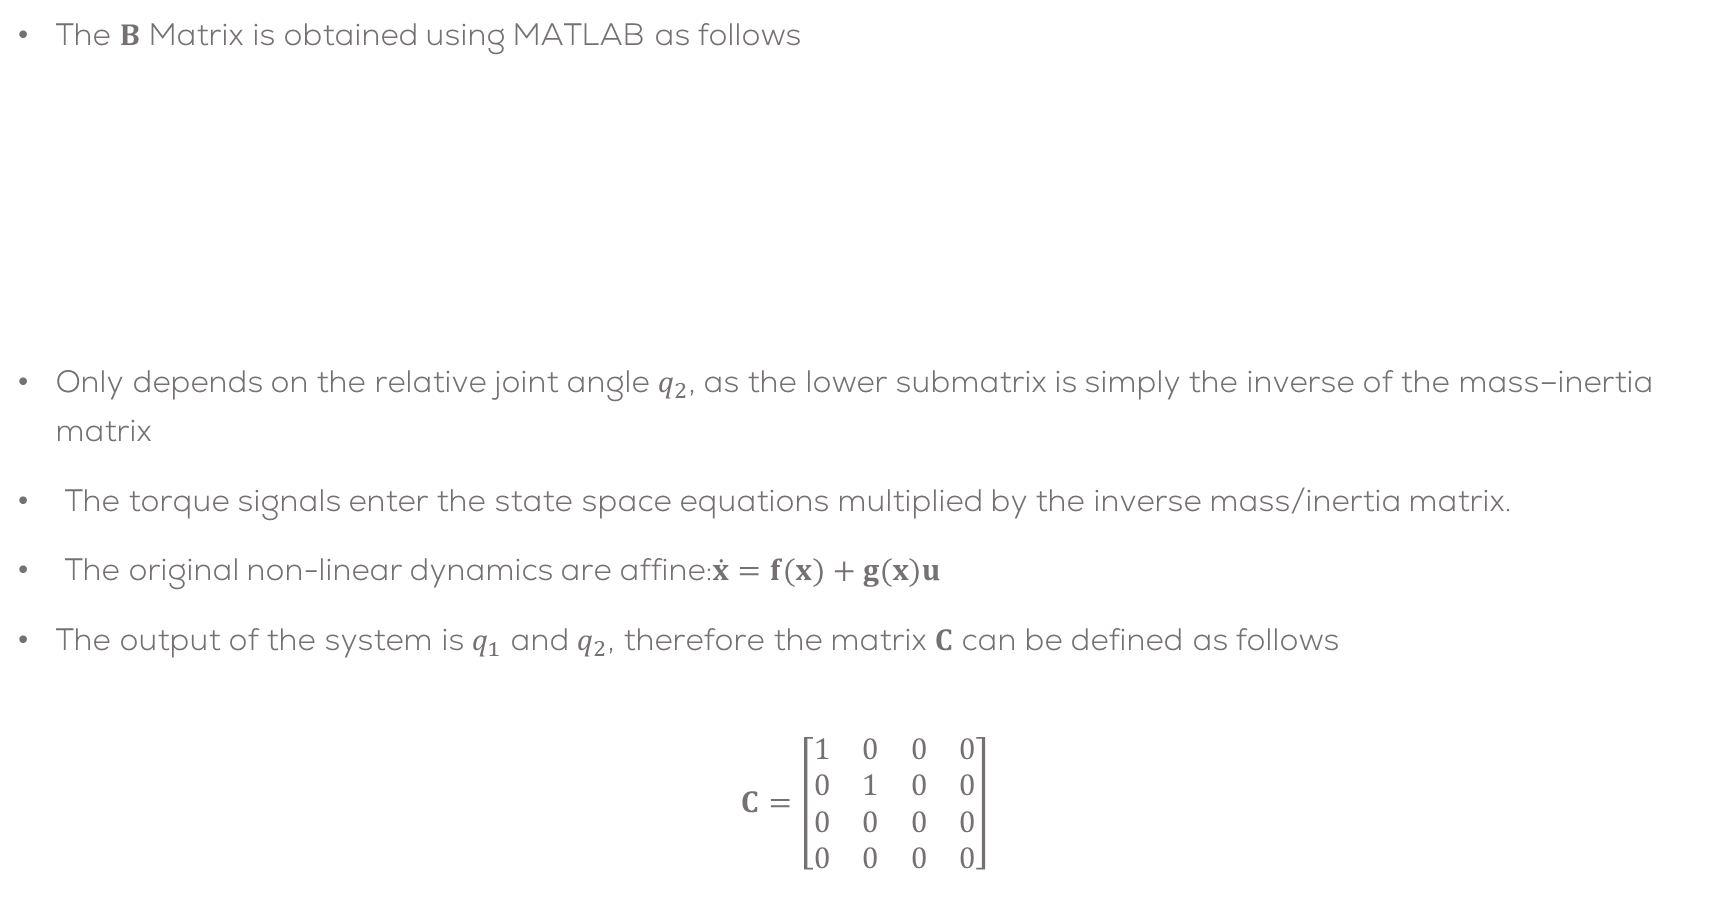 • The B Matrix is obtained using MATLAB as follows
• Only depends on the relative joint angle q₂, as the lower submatrix is simply the inverse of the mass–inertia
matrix
• The torque signals enter the state space equations multiplied by the inverse mass/inertia matrix.
• The original non-linear dynamics are affine:ẋ = f(x) + g(x)u
• The output of the system is q₁ and q₂, therefore the matrix C can be defined as follows
C = [1 0 0 0
0 1 0 0
0 0 0 0
0 0 0 0]